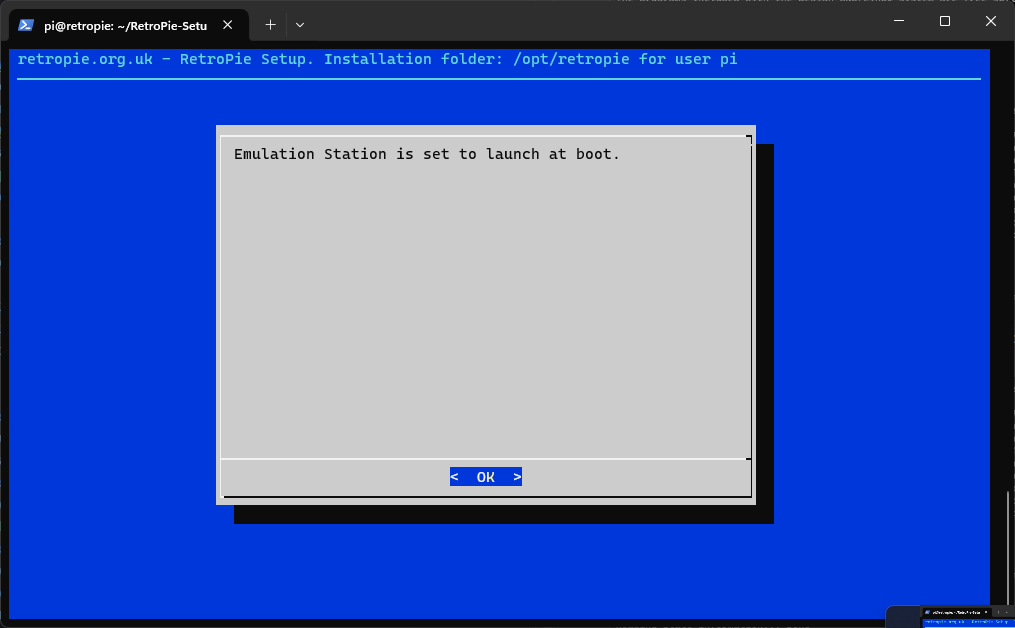 pi@retropie: ~/RetroPie-Setu
retropie.org.uk - RetroPie Setup. Installation folder: /opt/retropie for user pi
Emulation Station is set to launch at boot.
< OK >